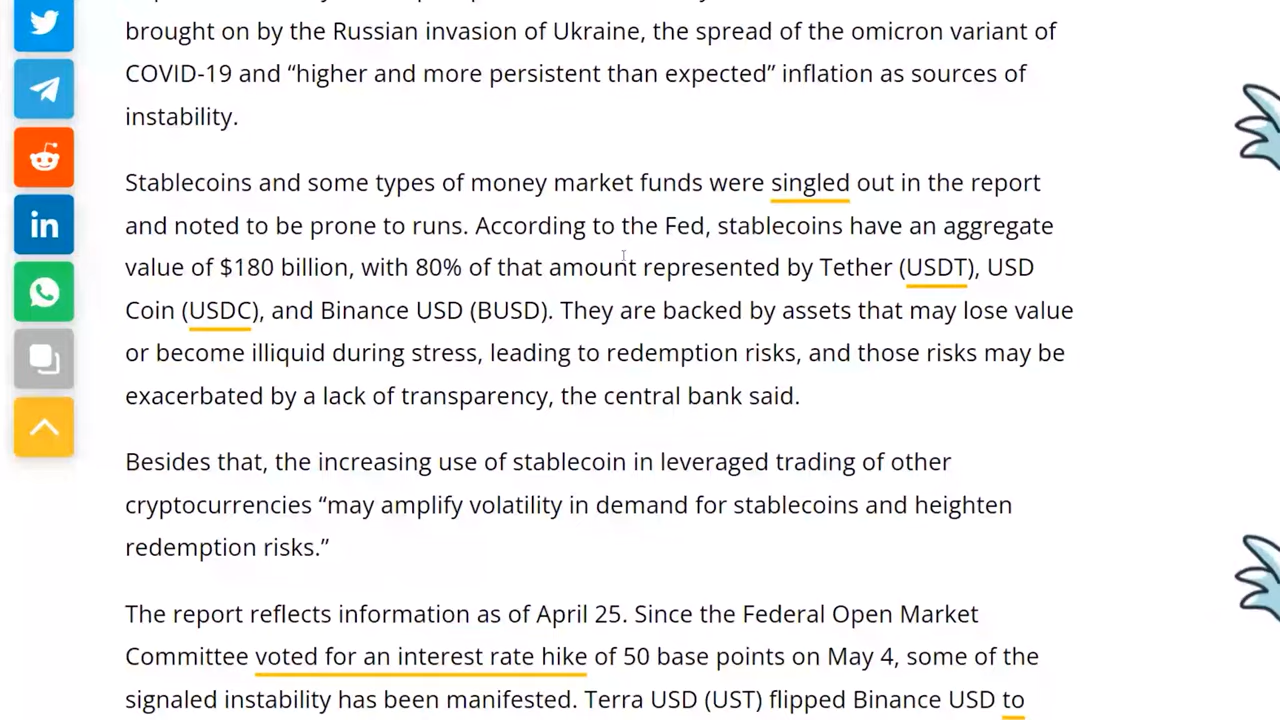 brought on by the Russian invasion of Ukraine, the spread of the omicron variant of
COVID-19 and “higher and more persistent than expected” inflation as sources of
instability.
Stablecoins and some types of money market funds were singled out in the report
and noted to be prone to runs. According to the Fed, stablecoins have an aggregate
value of $180 billion, with 80% of that amount represented by Tether (USDT), USD
Coin (USDC), and Binance USD (BUSD). They are backed by assets that may lose value
or become illiquid during stress, leading to redemption risks, and those risks may be
exacerbated by a lack of transparency, the central bank said.
Besides that, the increasing use of stablecoin in leveraged trading of other
cryptocurrencies “may amplify volatility in demand for stablecoins and heighten
redemption risks.”
The report reflects information as of April 25. Since the Federal Open Market
Committee voted for an interest rate hike of 50 base points on May 4, some of the
signaled instability has been manifested. Terra USD (UST) flipped Binance USD to